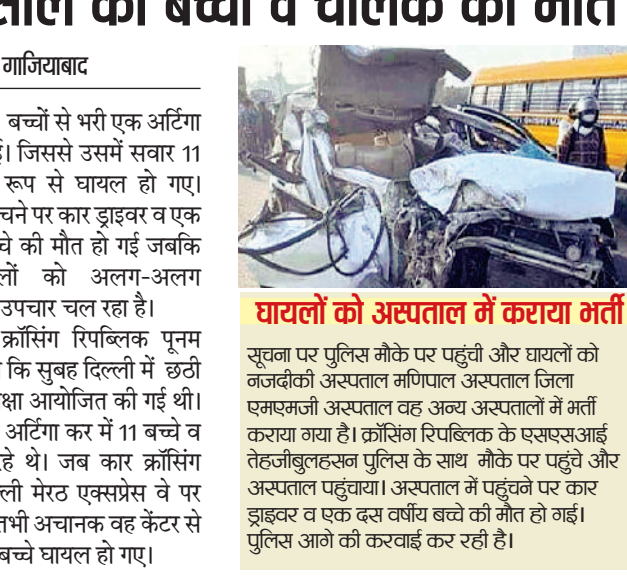 साल की बच्ची व चालक की मौत
गाजियाबाद
बच्चों से भरी एक अर्टिगा
ई। जिससे उसमें सवार 11
रूप से घायल हो गए।
चने पर कार ड्राइवर व एक
चे की मौत हो गई जबकि
लों को अलग-अलग
उपचार चल रहा है।
क्रॉसिंग रिपब्लिक पूनम
कि सुबह दिल्ली में छठी
क्षा आयोजित की गई थी।
अर्टिगा कर में 11 बच्चे व
हे थे। जब कार क्रॉसिंग
ल्ली मेरठ एक्सप्रेस वे पर
तभी अचानक वह केंटर से
बच्चे घायल हो गए।
घायलों को अस्पताल में कराया भर्ती
सूचना पर पुलिस मौके पर पहुंची और घायलों को
नजदीकी अस्पताल मणिपाल अस्पताल जिला
एमएमजी अस्पताल वह अन्य अस्पतालों में भर्ती
कराया गया है। क्रॉसिंग रिपब्लिक के एसएसआई
तेहजीबुलहसन पुलिस के साथ मौके पर पहुंचे और
अस्पताल पहुंचाया। अस्पताल में पहुंचने पर कार
ड्राइवर व एक दस वर्षीय बच्चे की मौत हो गई।
पुलिस आगे की करवाई कर रही है।